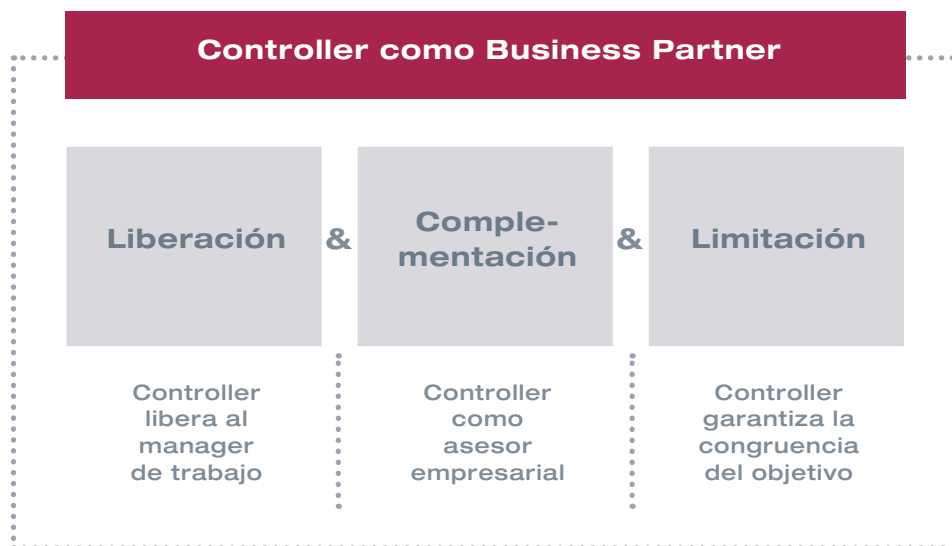 Controller como Business Partner
Liberación
&
Comple-
mentación
&
Limitación
Controller
libera al
manager
de trabajo
Controller
como
asesor
empresarial
Controller
garantiza la
congruencia
del objetivo